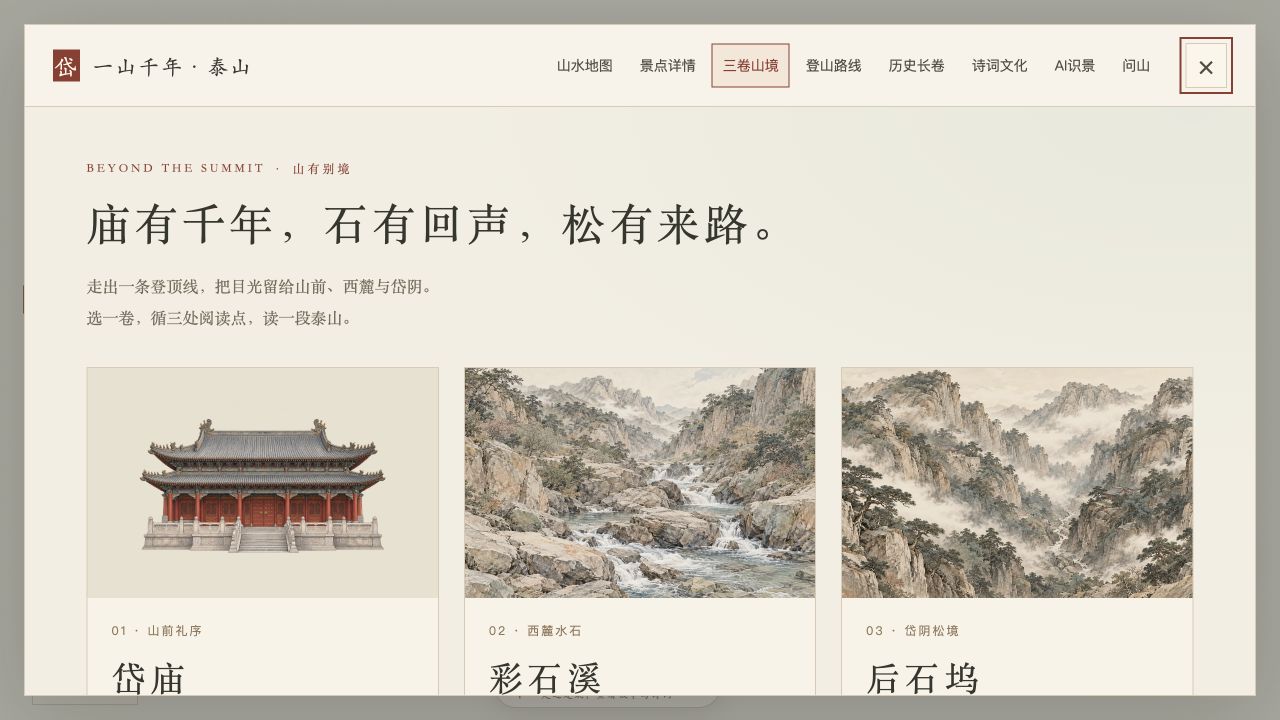 岱 一山千年 · 泰山
山水地图 景点详情 三卷山境 登山路线 历史长卷 诗词文化 AI识景 问山 ×
BEYOND THE SUMMIT · 山有别境
庙有千年，石有回声，松有来路。
走出一条登顶线，把目光留给山前、西麓与岱阴。
选一卷，循三处阅读点，读一段泰山。
01 · 山前礼序
岱庙
02 · 西麓水石
彩石溪
03 · 岱阴松境
后石坞